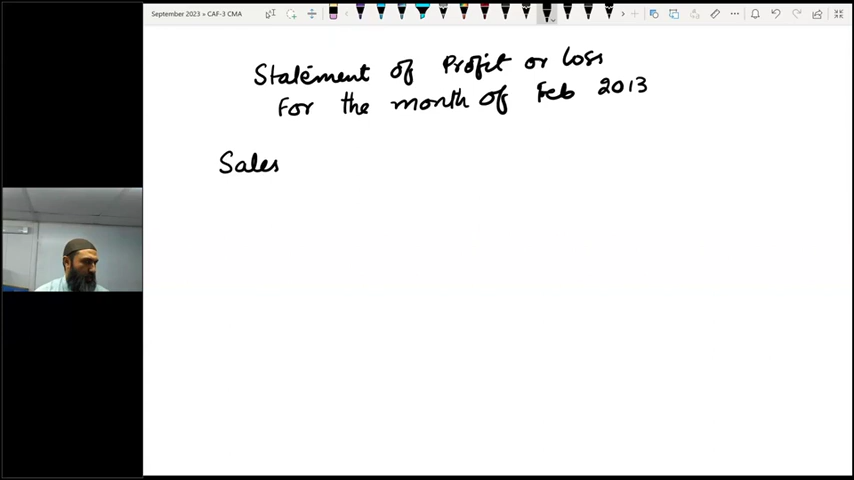 September 2023 » CAF-3 CMA
Statement of Profit or loss
For the month of Feb 2013
Sales